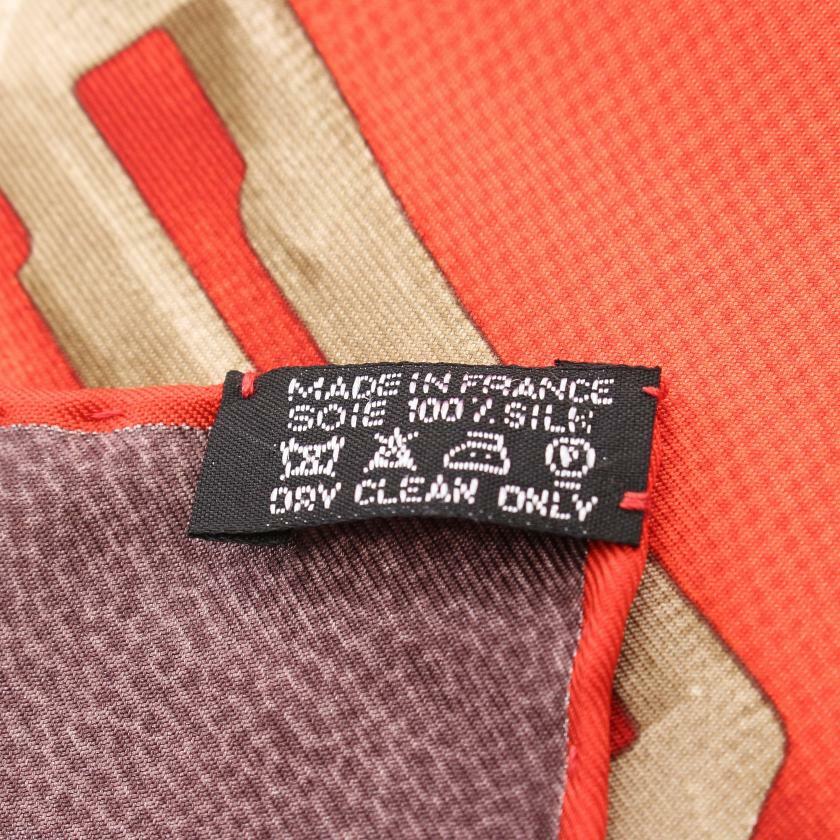 MADE IN FRANCE
SOIE 100% SILK
P
DRY CLEAN ONLY